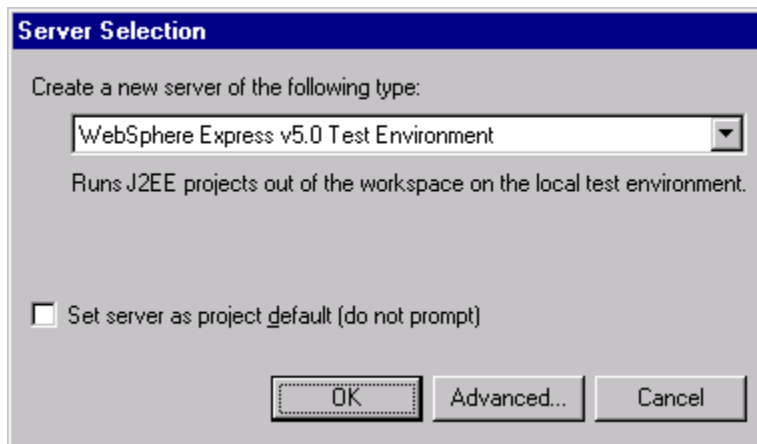 Server Selection
Create a new server of the following type:
WebSphere Express v5.0 Test Environment
Runs J2EE projects out of the workspace on the local test environment.
Set server as project default (do not prompt)
OK Advanced... Cancel